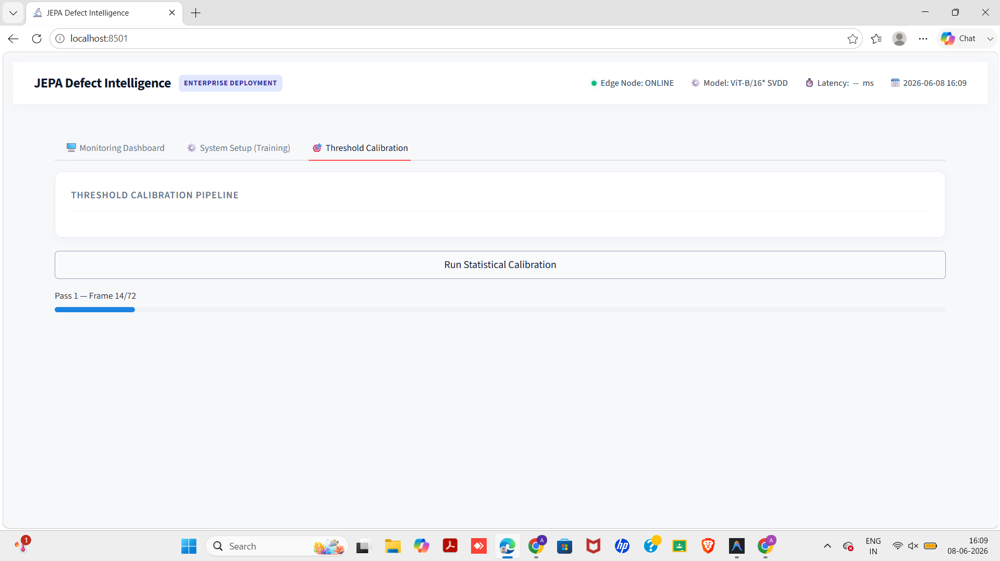 JEPA Defect Intelligence
localhost:8501
Chat
JEPA Defect Intelligence
ENTERPRISE DEPLOYMENT
Edge Node: ONLINE
Model: ViT-B/16* SVDD
Latency: -- ms
2026-06-08 16:09
Monitoring Dashboard
System Setup (Training)
Threshold Calibration
THRESHOLD CALIBRATION PIPELINE
Run Statistical Calibration
Pass 1 — Frame 14/72
1
Search
A
hp
?
A
ENG
IN
16:09
08-06-2026